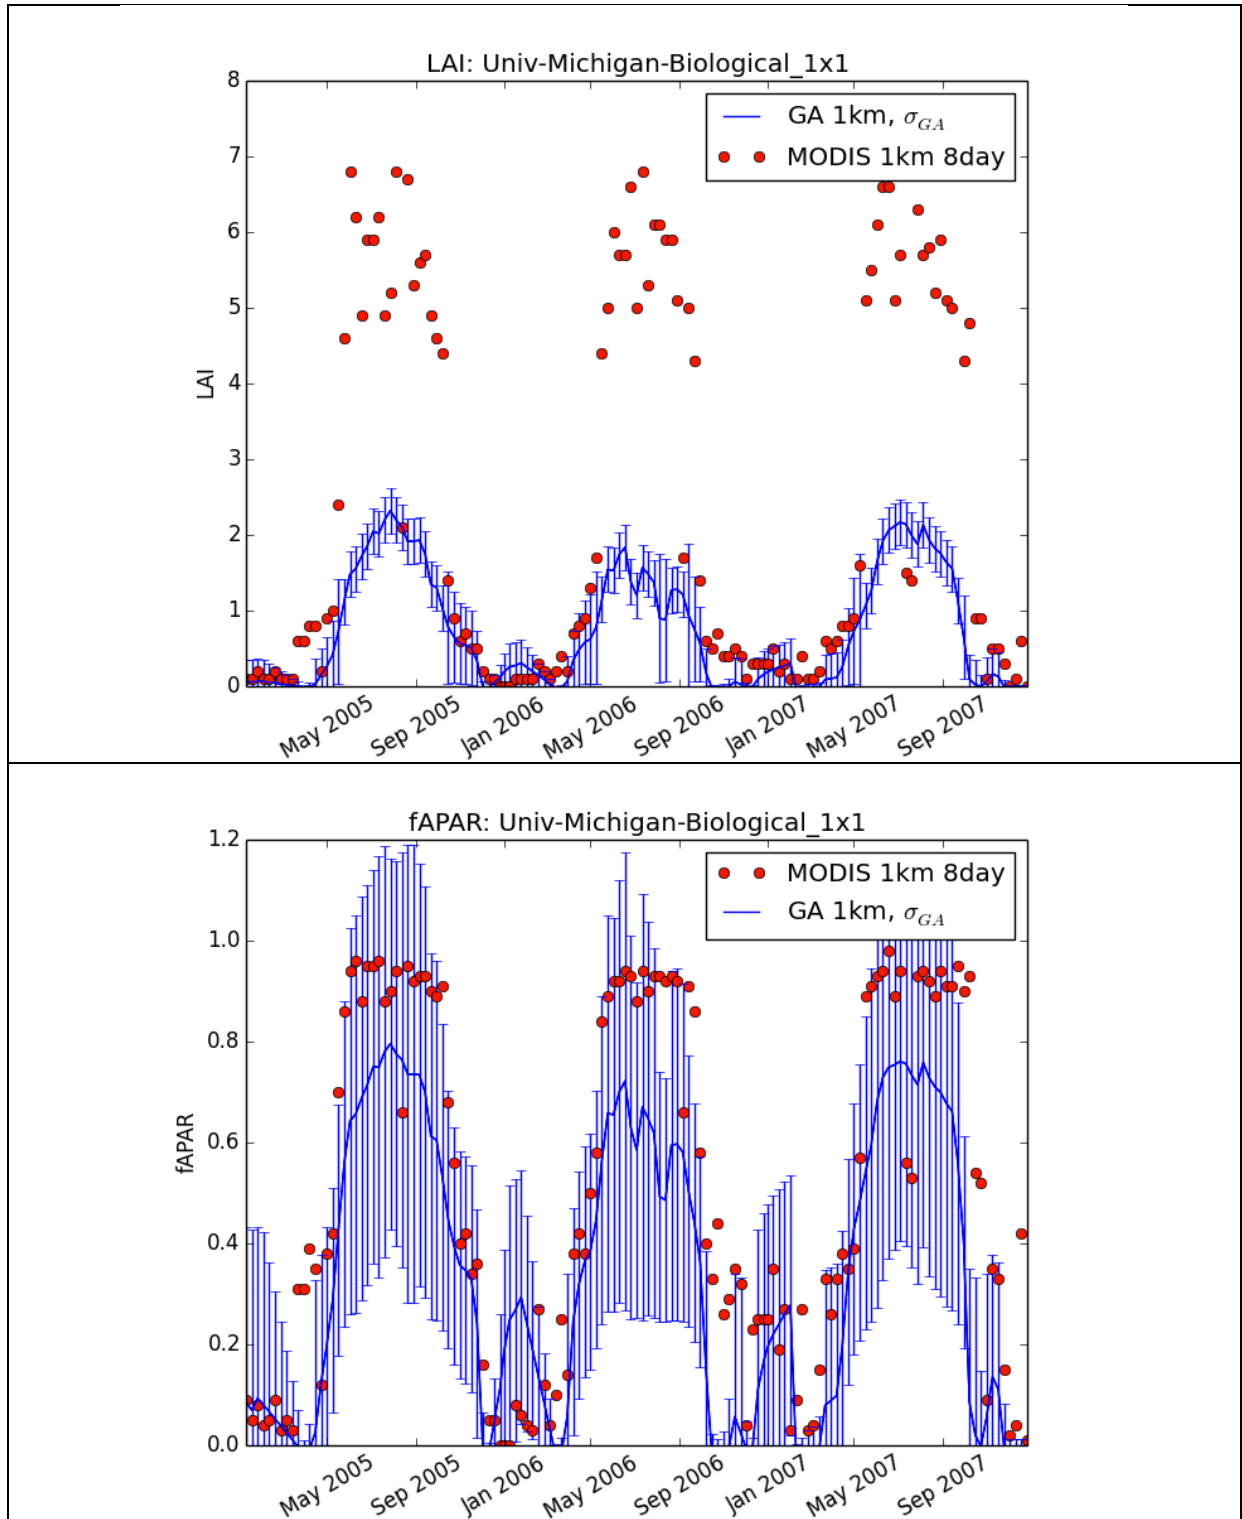 LAI: Univ-Michigan-Biological_1x1
8
7
6
5
4
3
2
1
0
LAI
GA 1km, σGA
MODIS 1km 8day
May 2005
Sep 2005
Jan 2006
May 2006
Sep 2006
Jan 2007
May 2007
Sep 2007
fAPAR: Univ-Michigan-Biological_1x1
1.2
1.0
0.8
0.6
0.4
0.2
0.0
fAPAR
MODIS 1km 8day
GA 1km, σGA
May 2005
Sep 2005
Jan 2006
May 2006
Sep 2006
Jan 2007
May 2007
Sep 2007